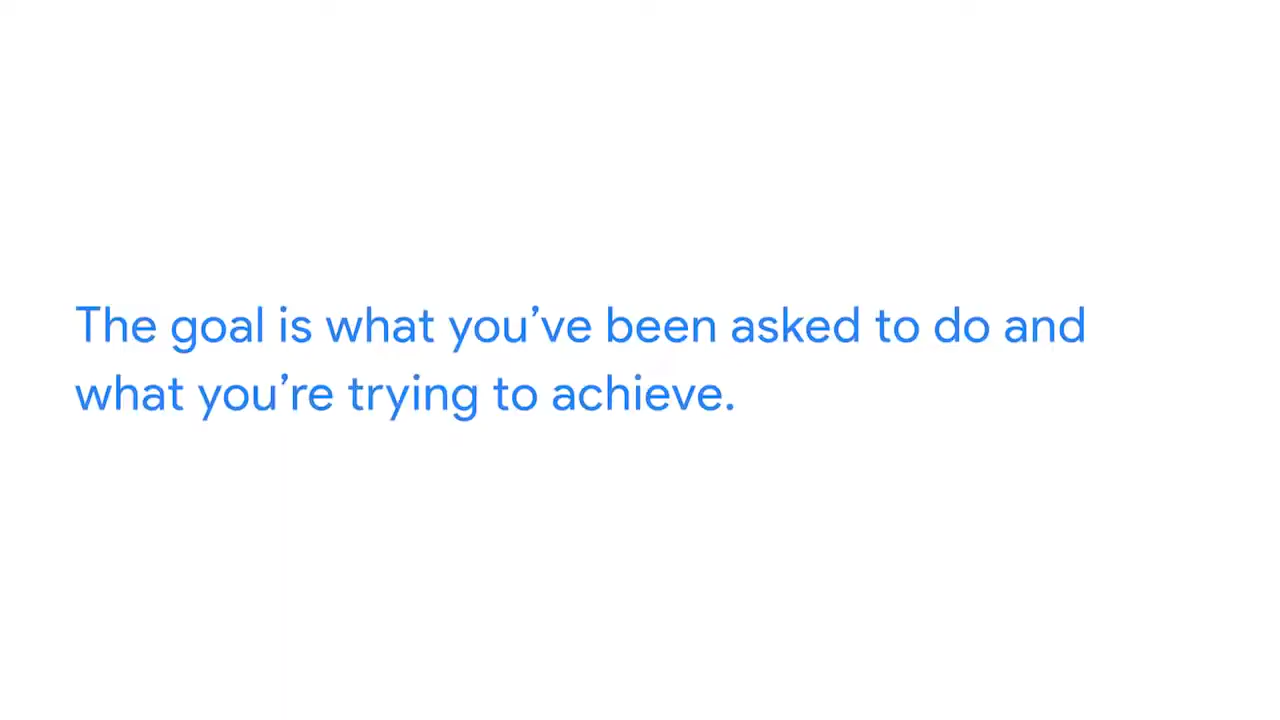 The goal is what you’ve been asked to do and
what you’re trying to achieve.